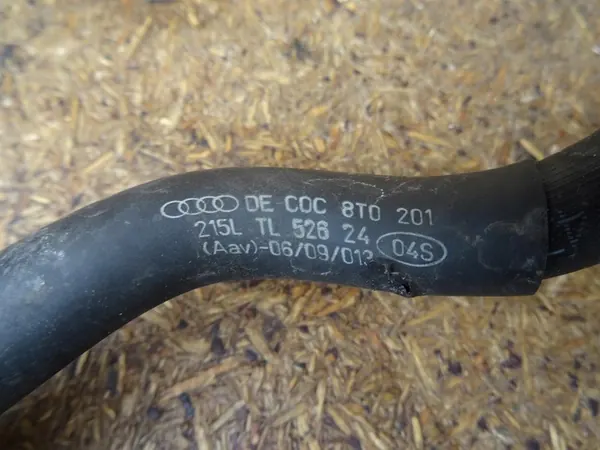 DE COC 8T0 201
215L TL 526 24
(Aav)-06/09/013 04S